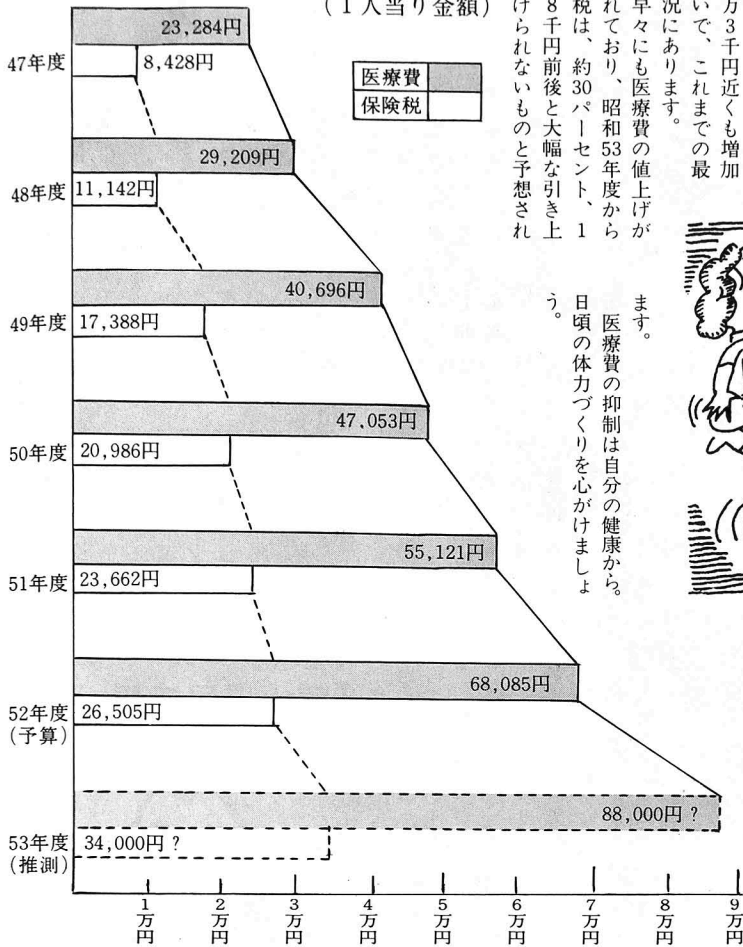 （１人当り金額）
医療費
保険税
47年度
23,284円
8,428円
48年度
29,209円
11,142円
49年度
40,696円
17,388円
50年度
47,053円
20,986円
51年度
55,121円
23,662円
52年度
（予算）
68,085円
26,505円
53年度
（推測）
88,000円？
34,000円？
1万円
2万円
3万円
4万円
5万円
6万円
7万円
8万円
9万円
万３千円近くも増加
いで、これまでの最
況にあります。
早々にも医療費の値上げが
れており、昭和53年度から
税は、約30パーセント、１
８千円前後と大幅な引き上
けられないものと予想され
ます。
医療費の抑制は自分の健康から。
日頃の体力づくりを心がけましょ
う。